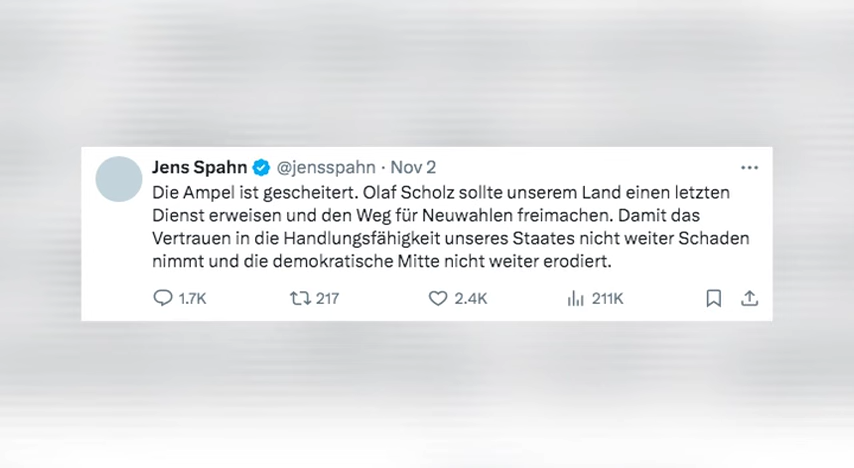 Jens Spahn @jensspahn · Nov 2
Die Ampel ist gescheitert. Olaf Scholz sollte unserem Land einen letzten
Dienst erweisen und den Weg für Neuwahlen freimachen. Damit das
Vertrauen in die Handlungsfähigkeit unseres Staates nicht weiter Schaden
nimmt und die demokratische Mitte nicht weiter erodiert.
1.7K 217 2.4K 211K